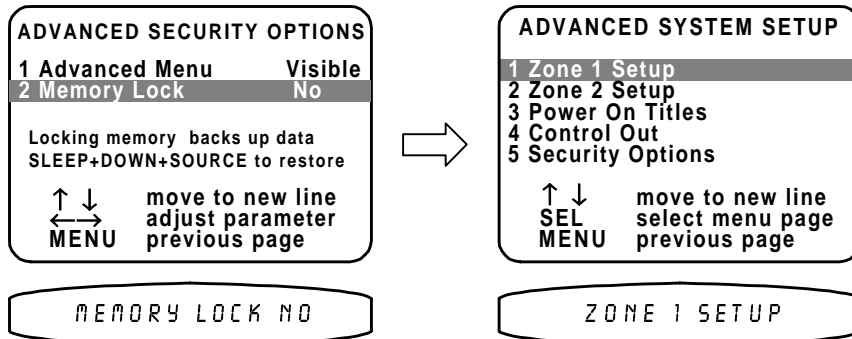 ADVANCED SECURITY OPTIONS
1 Advanced Menu Visible
2 Memory Lock No
Locking memory backs up data
SLEEP+DOWN+SOURCE to restore
↑ ↓ move to new line
←→ adjust parameter
MENU previous page
MEMORY LOCK NO
ADVANCED SYSTEM SETUP
1 Zone 1 Setup
2 Zone 2 Setup
3 Power On Titles
4 Control Out
5 Security Options
↑ ↓ move to new line
SEL select menu page
MENU previous page
ZONE 1 SETUP